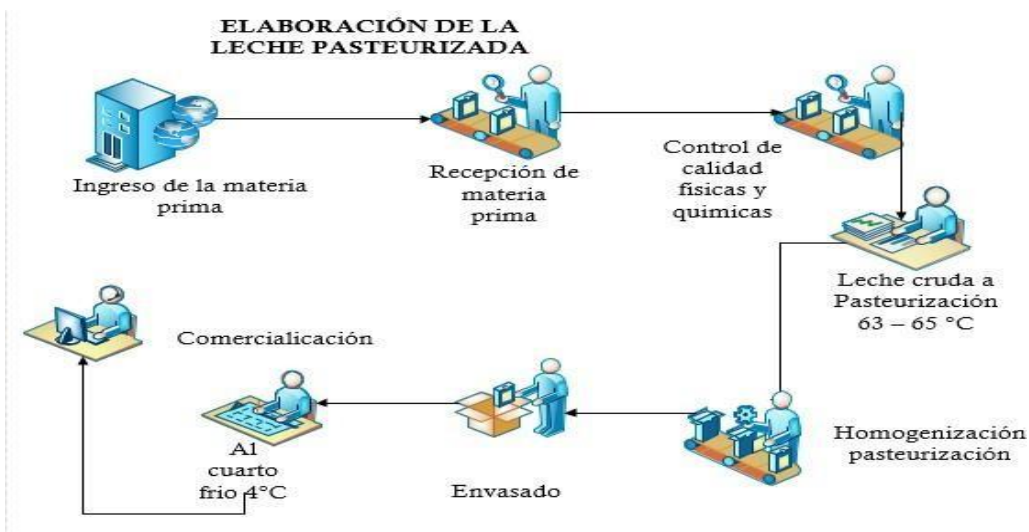 ELABORACIÓN DE LA
LECHE PASTEURIZADA
Ingreso de la materia
prima
Recepción de
materia
prima
Control de
calidad
físicas y
quimicas
Leche cruda a
Pasteurización
63 – 65 °C
Homogenización
pasteurización
Envasado
Al
cuarto
frio 4°C
Comercialicación